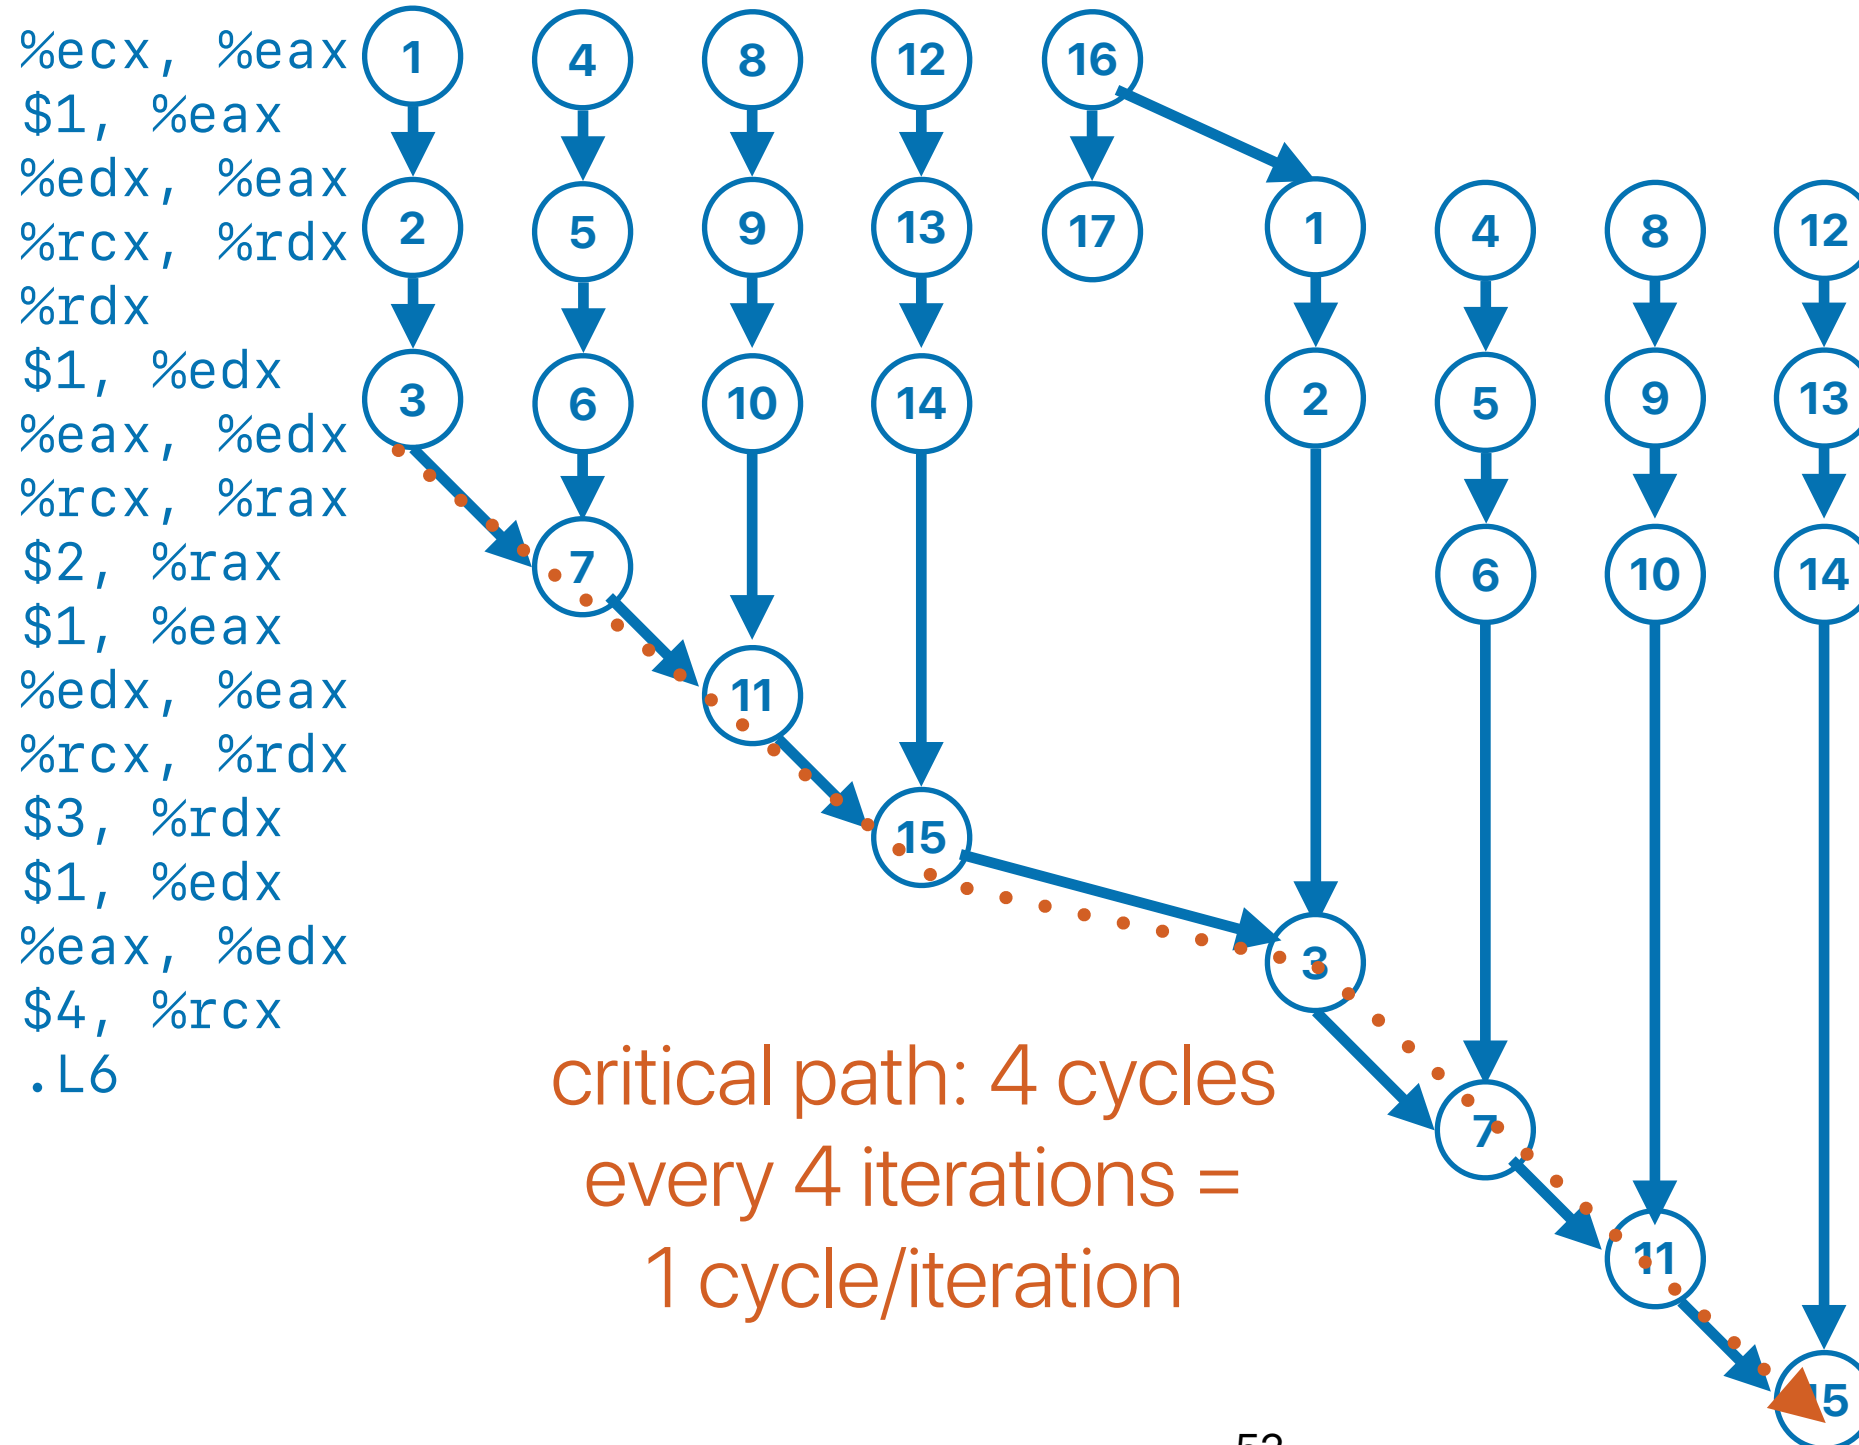 %ecx, %eax
$1, %eax
%edx, %eax
%rcx, %rdx
%rdx
$1, %edx
%eax, %edx
%rcx, %rax
$2, %rax
$1, %eax
%edx, %eax
%rcx, %rdx
$3, %rdx
$1, %edx
%eax, %edx
$4, %rcx
.L6
1 4 8 12 16
2 5 9 13 17 1 4 8 12
3 6 10 14 2 5 9 13
7 6 10 14
11
15
3
7
11
15
critical path: 4 cycles
every 4 iterations =
1 cycle/iteration